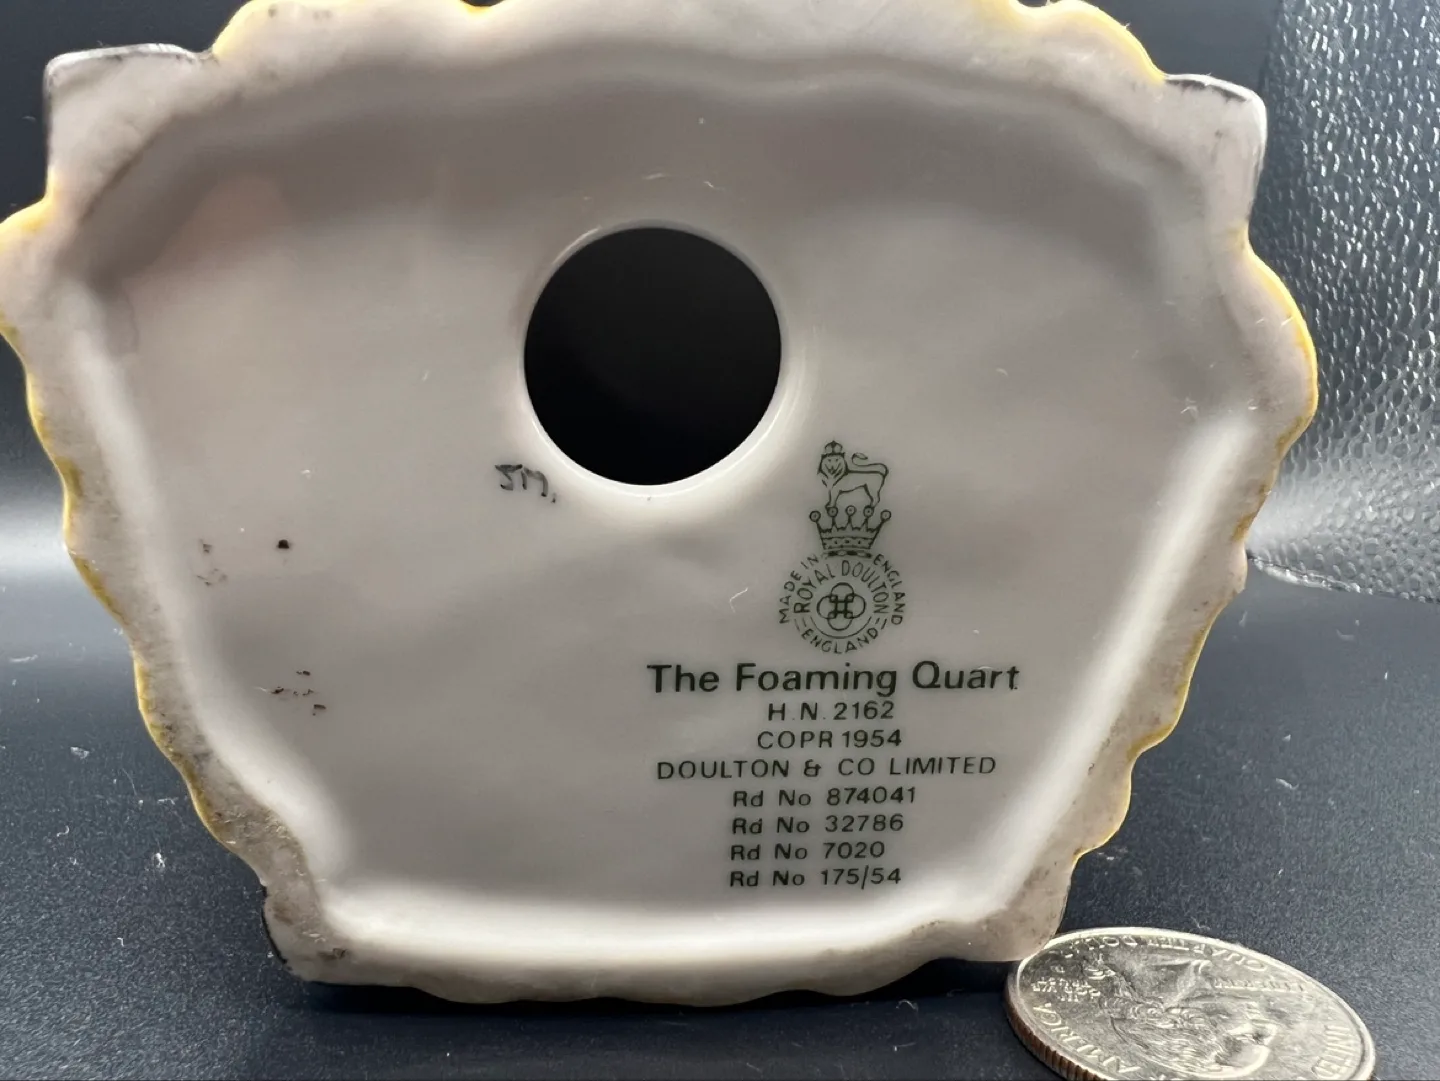 MADE IN ENGLAND
ROYAL DOULTON
ENGLAND
The Foaming Quart
H.N. 2162
COPR 1954
DOULTON & CO LIMITED
Rd No 874041
Rd No 32786
Rd No 7020
Rd No 175/54